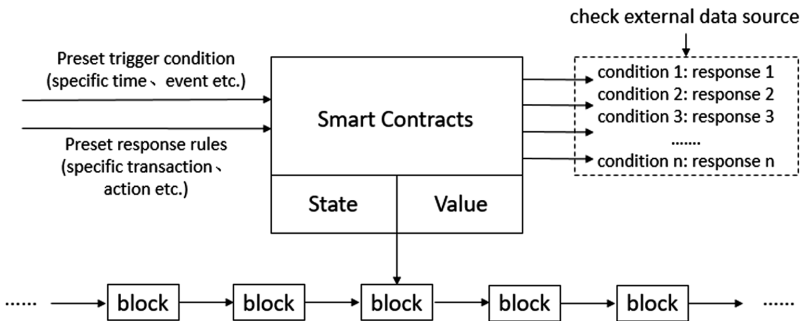 check external data source
Preset trigger condition
(specific time、event etc.)
condition 1: response 1
condition 2: response 2
condition 3: response 3
.......
condition n: response n
Smart Contracts
Preset response rules
(specific transaction、
action etc.)
State
Value
......
block
block
block
block
block
......